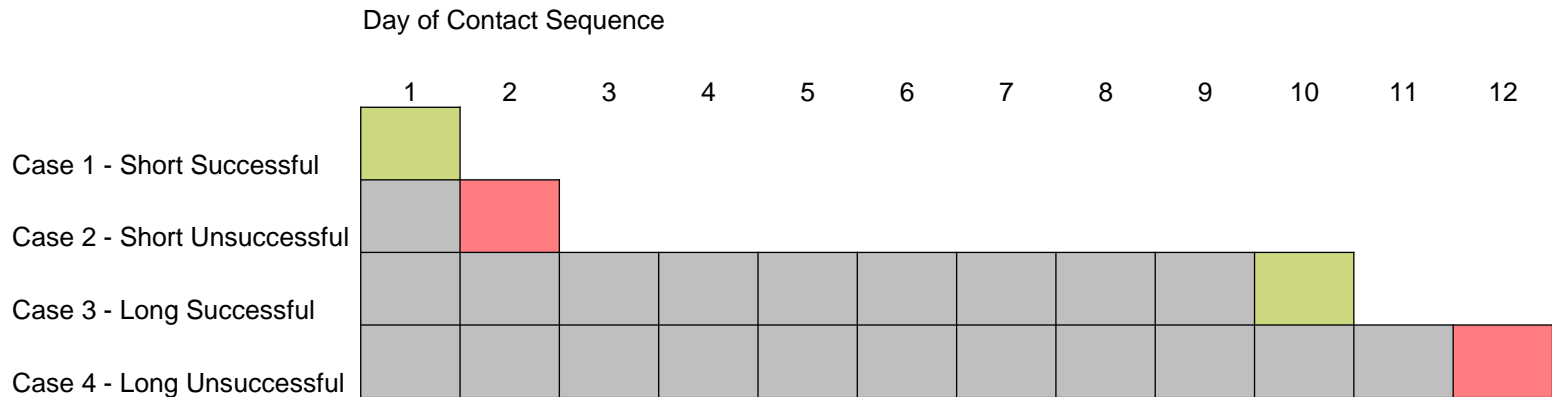 Day of Contact Sequence
1 2 3 4 5 6 7 8 9 10 11 12
Case 1 - Short Successful
Case 2 - Short Unsuccessful
Case 3 - Long Successful
Case 4 - Long Unsuccessful